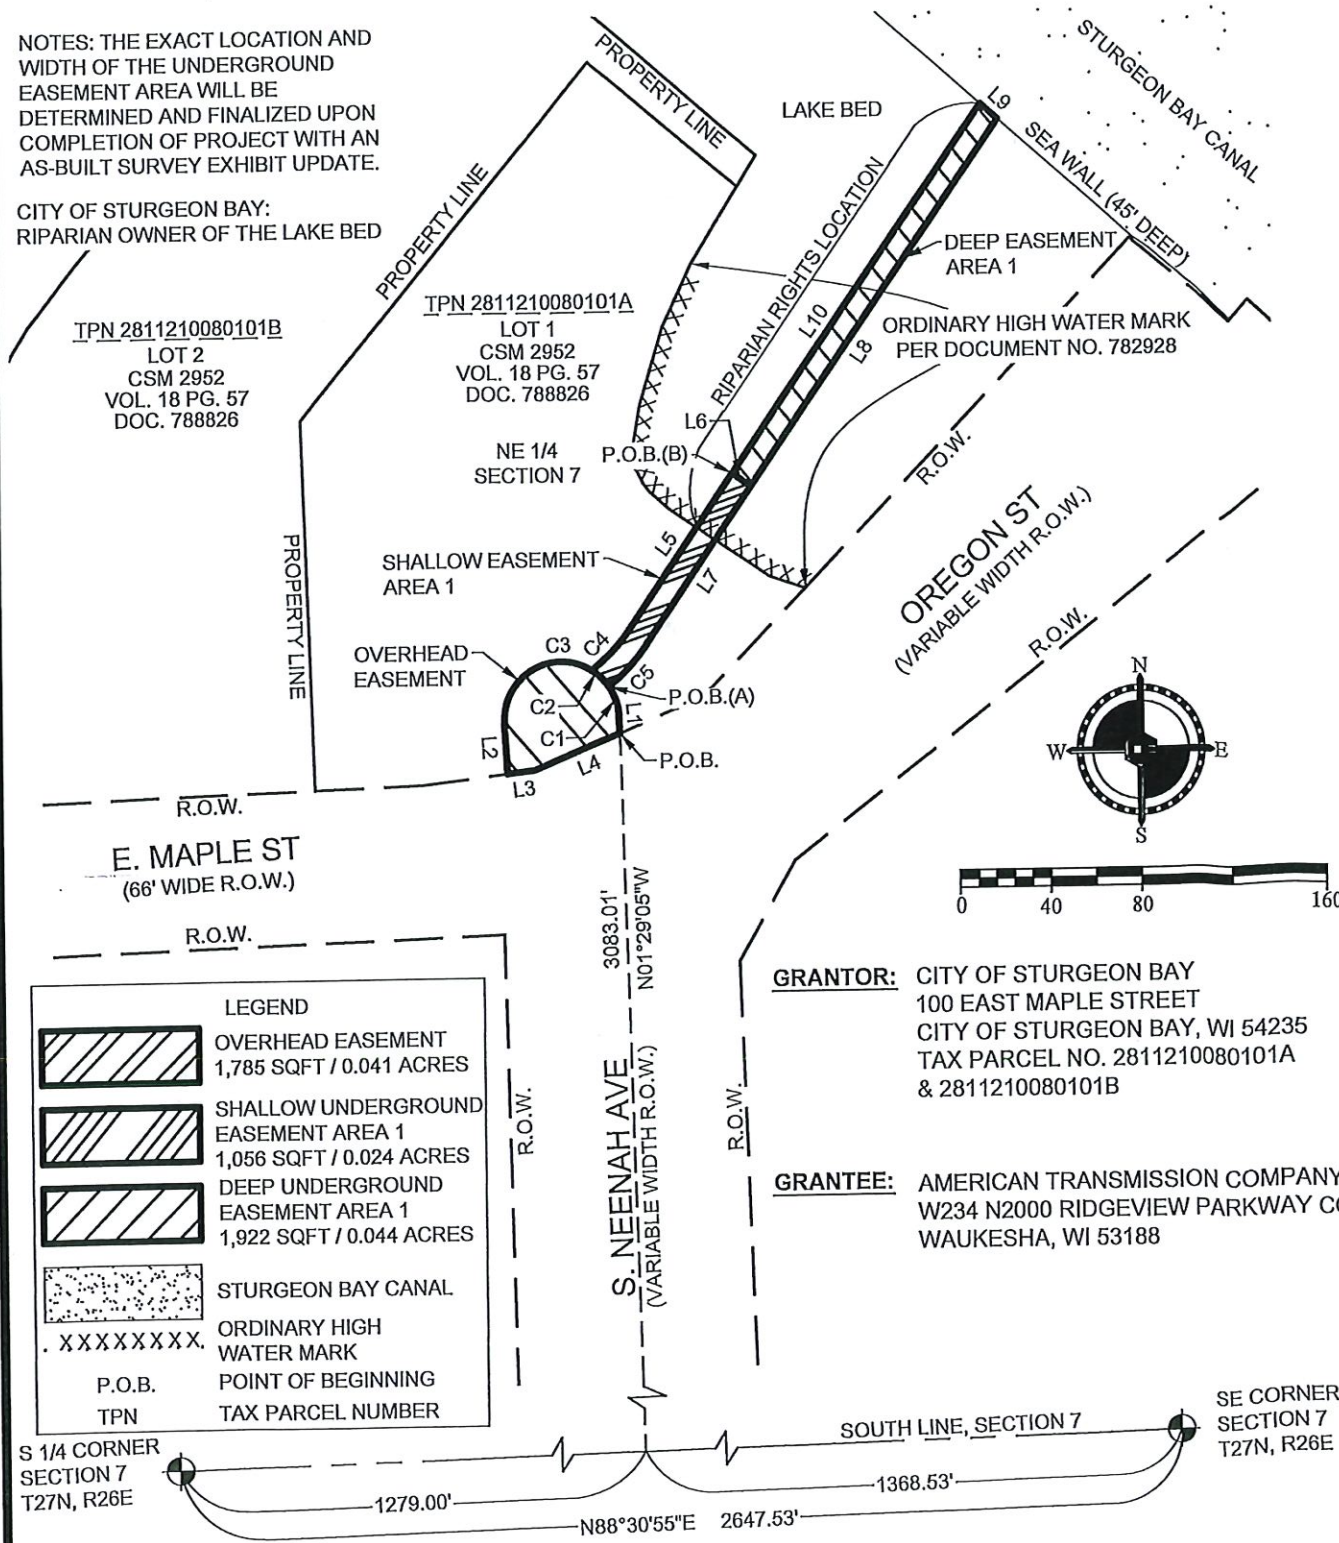 NOTES: THE EXACT LOCATION AND
WIDTH OF THE UNDERGROUND
EASEMENT AREA WILL BE
DETERMINED AND FINALIZED UPON
COMPLETION OF PROJECT WITH AN
AS-BUILT SURVEY EXHIBIT UPDATE.
CITY OF STURGEON BAY:
RIPARIAN OWNER OF THE LAKE BED
PROPERTY LINE
PROPERTY LINE
PROPERTY LINE
LAKE BED
L9
STURGEON BAY CANAL
SEA WALL (45' DEEP)
RIPARIAN RIGHTS LOCATION
DEEP EASEMENT
AREA 1
L10
L8
ORDINARY HIGH WATER MARK
PER DOCUMENT NO. 782928
TPN 2811210080101B
LOT 2
CSM 2952
VOL. 18 PG. 57
DOC. 788826
TPN 2811210080101A
LOT 1
CSM 2952
VOL. 18 PG. 57
DOC. 788826
NE 1/4
SECTION 7
L6
P.O.B.(B)
XXXXX
XXXXX
R.O.W.
OREGON ST
(VARIABLE WIDTH R.O.W.)
R.O.W.
L5
L7
SHALLOW EASEMENT
AREA 1
OVERHEAD
EASEMENT
C3
C4
C5
C2
C1
L1
P.O.B.(A)
L2
L3
L4
P.O.B.
N
W
E
S
0 40 80 160
R.O.W.
E. MAPLE ST
(66' WIDE R.O.W.)
R.O.W.
3083.01'
N01°29'05"W
S. NEENAH AVE
(VARIABLE WIDTH R.O.W.)
R.O.W.
R.O.W.
GRANTOR: CITY OF STURGEON BAY
100 EAST MAPLE STREET
CITY OF STURGEON BAY, WI 54235
TAX PARCEL NO. 2811210080101A
& 2811210080101B
GRANTEE: AMERICAN TRANSMISSION COMPANY
W234 N2000 RIDGEVIEW PARKWAY
WAUKESHA, WI 53188
LEGEND
OVERHEAD EASEMENT
1,785 SQFT / 0.041 ACRES
SHALLOW UNDERGROUND
EASEMENT AREA 1
1,056 SQFT / 0.024 ACRES
DEEP UNDERGROUND
EASEMENT AREA 1
1,922 SQFT / 0.044 ACRES
STURGEON BAY CANAL
XXXXXXXX ORDINARY HIGH
WATER MARK
P.O.B. POINT OF BEGINNING
TPN TAX PARCEL NUMBER
S 1/4 CORNER
SECTION 7
T27N, R26E
SOUTH LINE, SECTION 7
SE CORNER
SECTION 7
T27N, R26E
1279.00'
1368.53'
N88°30'55"E 2647.53'